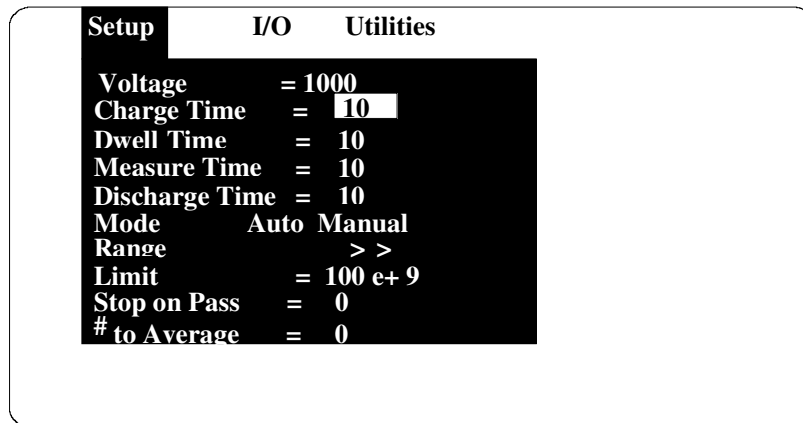 Setup I/O Utilities
Voltage = 1000
Charge Time = 10
Dwell Time = 10
Measure Time = 10
Discharge Time = 10
Mode Auto Manual
Range > >
Limit = 100 e+ 9
Stop on Pass = 0
# to Average = 0